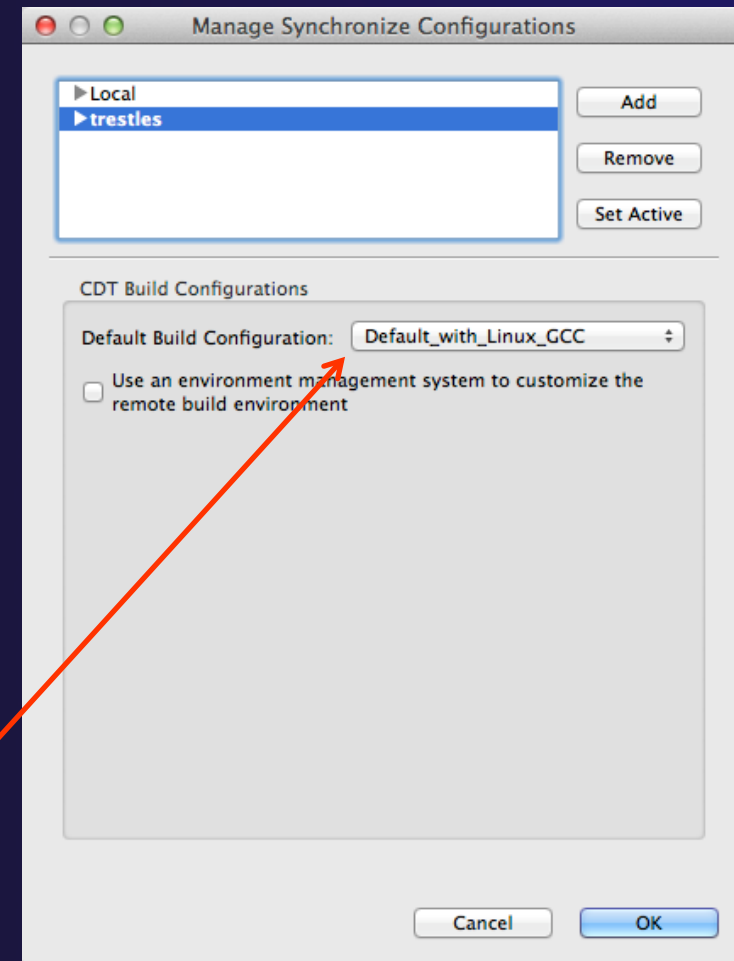 Manage Synchronize Configurations
Local
trestles
Add
Remove
Set Active
CDT Build Configurations
Default Build Configuration: Default_with_Linux_GCC
Use an environment management system to customize the
remote build environment
Cancel
OK